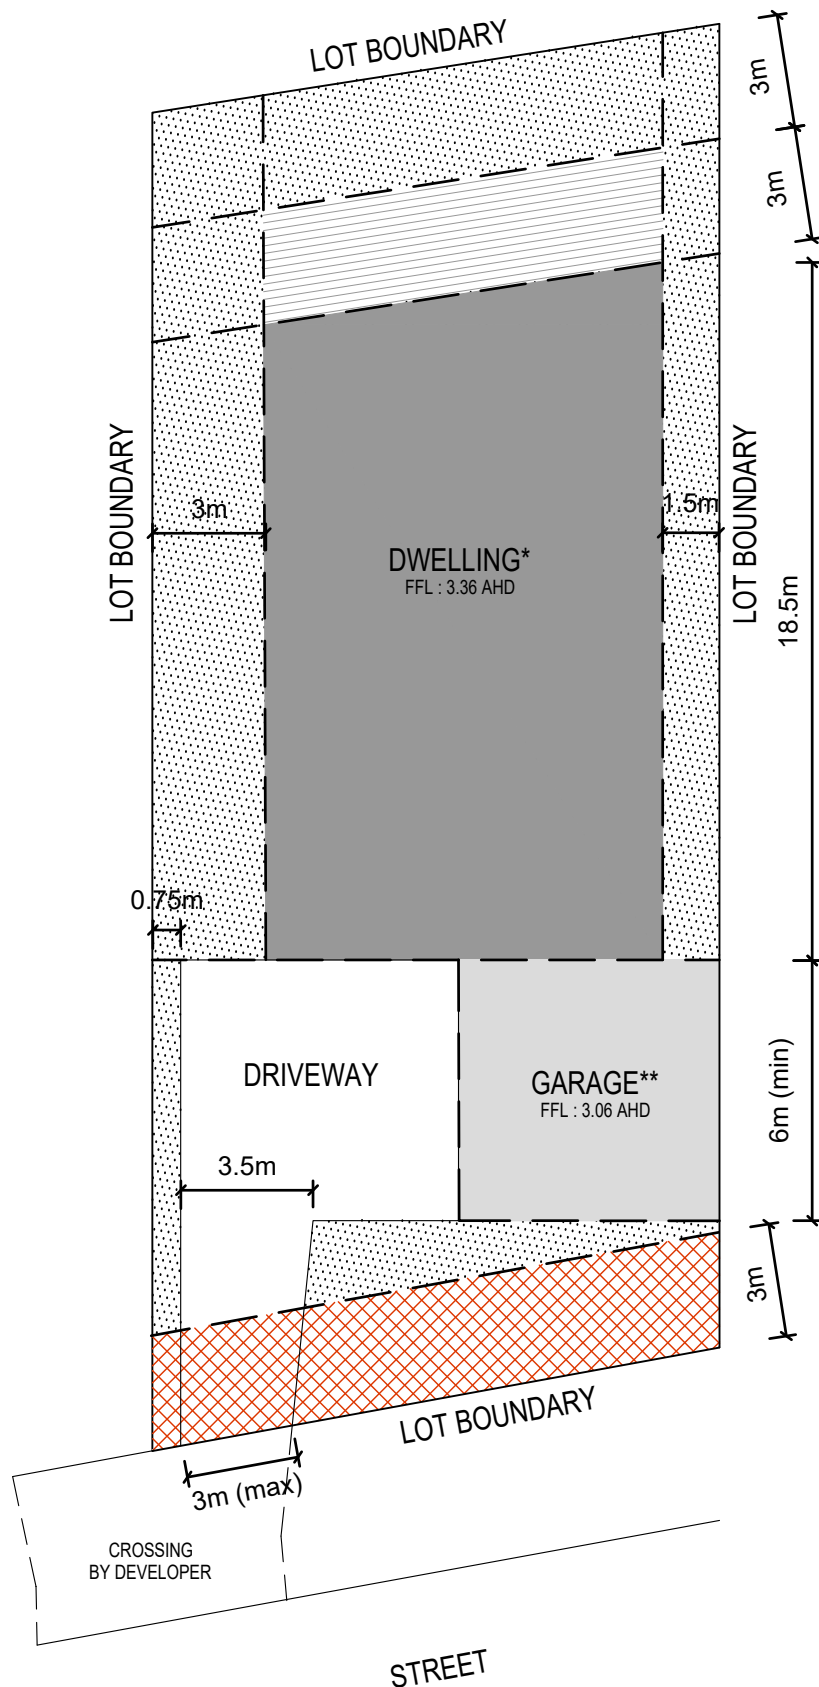 LOT BOUNDARY
3m
3m
LOT BOUNDARY
LOT BOUNDARY
3m
1.5m
DWELLING*
FFL : 3.36 AHD
18.5m
0.75m
DRIVEWAY
GARAGE**
FFL : 3.06 AHD
6m (min)
3.5m
3m
LOT BOUNDARY
3m (max)
CROSSING
BY DEVELOPER
STREET